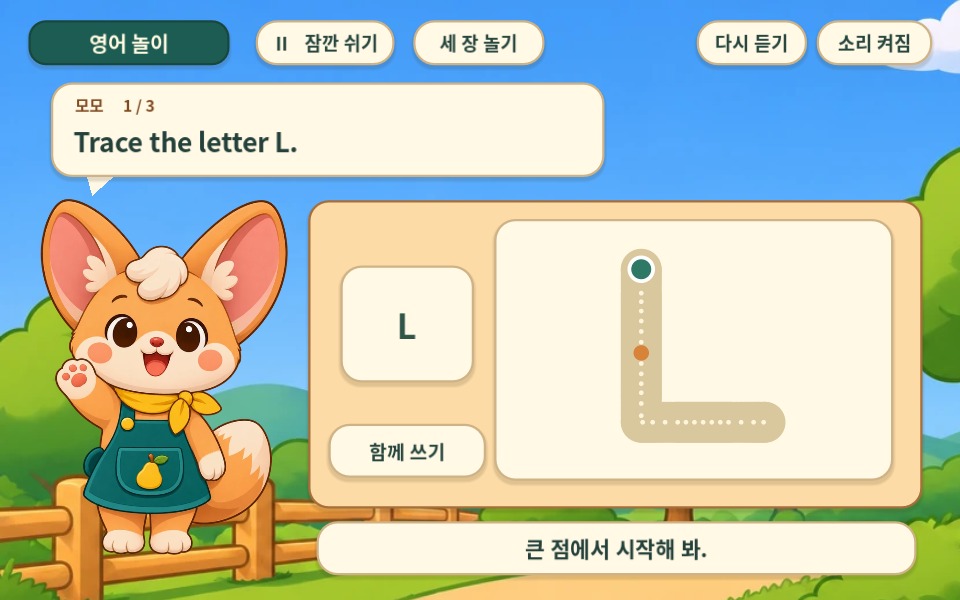 영어 놀이
잠깐 쉬기
세 장 놀기
다시 듣기
소리 켜짐
모모 1 / 3
Trace the letter L.
L
함께 쓰기
큰 점에서 시작해 봐.